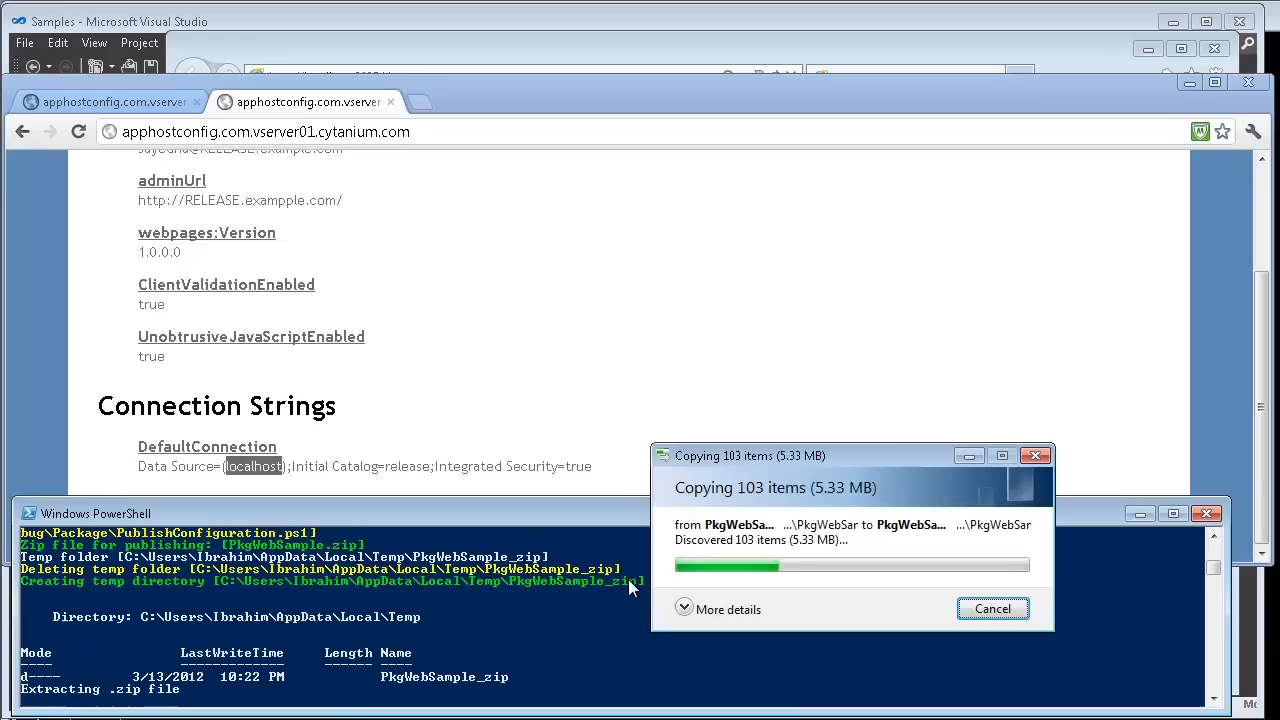 Samples - Microsoft Visual Studio
File Edit View Project
apphostconfig.com.vserver
apphostconfig.com.vserver
apphostconfig.com.vserver01.cytanium.com
sayedha@RELEASE.example.com
adminUrl
http://RELEASE.exampple.com/
webpages:Version
1.0.0.0
ClientValidationEnabled
true
UnobtrusiveJavaScriptEnabled
true
Connection Strings
DefaultConnection
Data Source=(localhost);Initial Catalog=release;Integrated Security=true
Copying 103 items (5.33 MB)
Copying 103 items (5.33 MB)
from PkgWebSa... ...\PkgWebSar to PkgWebSa... ...\PkgWebSar
Discovered 103 items (5.33 MB)...
More details
Cancel
Windows PowerShell
bug\Package\PublishConfiguration.ps1]
Zip file for publishing: [PkgWebSample.zip]
Temp folder [C:\Users\Ibrahim\AppData\Local\Temp\PkgWebSample_zip]
Deleting temp folder [C:\Users\Ibrahim\AppData\Local\Temp\PkgWebSample_zip]
Creating temp directory [C:\Users\Ibrahim\AppData\Local\Temp\PkgWebSample_zip]
Directory: C:\Users\Ibrahim\AppData\Local\Temp
Mode LastWriteTime Length Name
---- ------------- ------ ----
d---- 3/13/2012 10:22 PM PkgWebSample_zip
Extracting .zip file